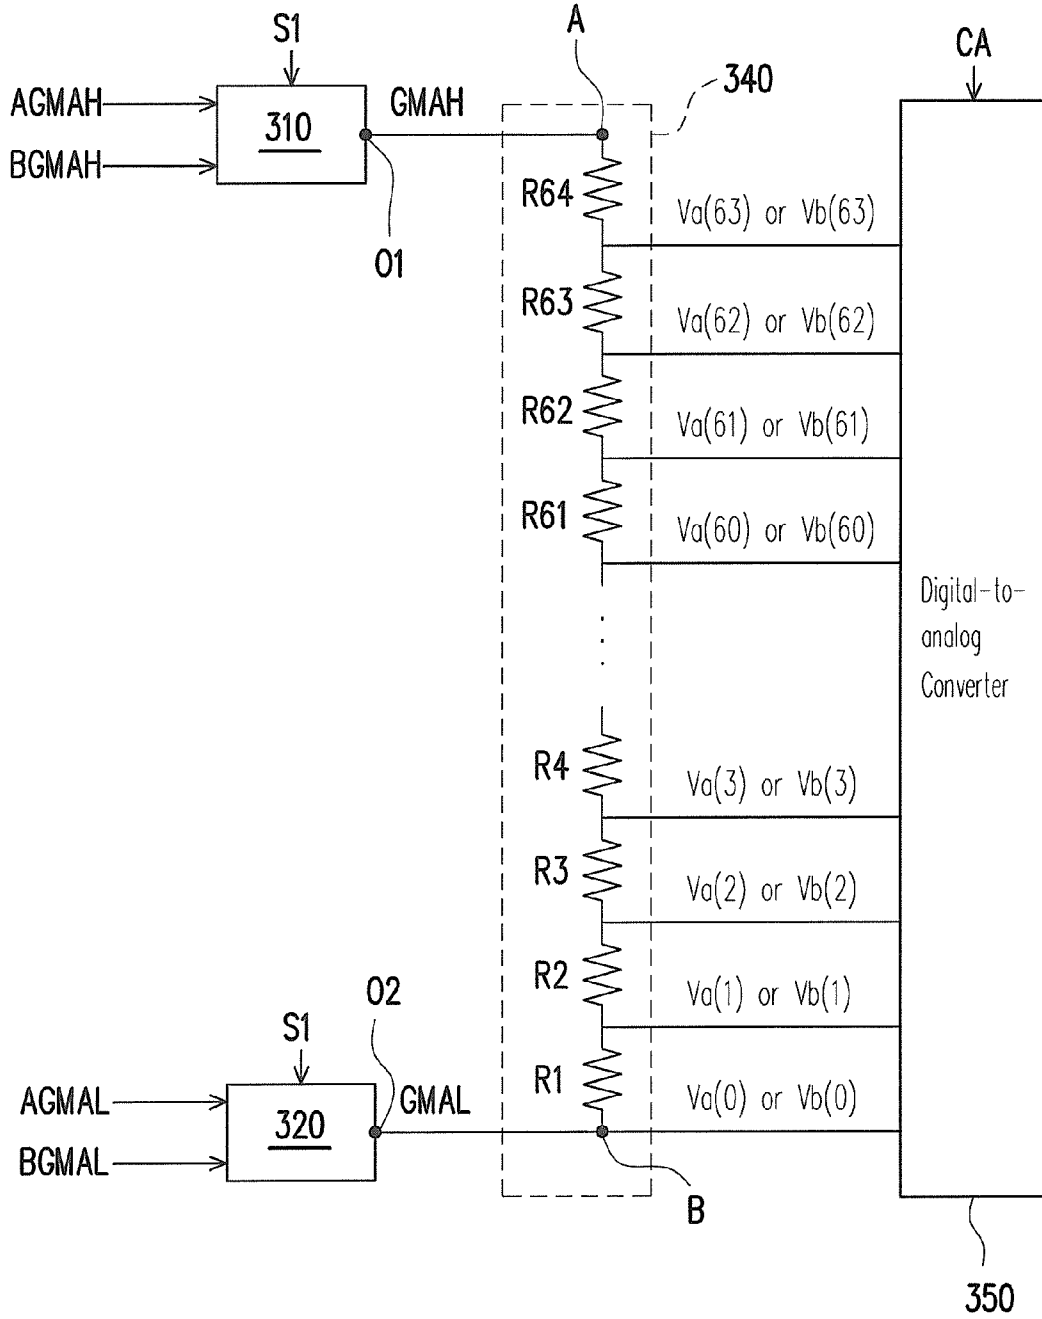 S1
A
CA
340
AGMAH
GMAH
310
BGMAH
R64
Va(63) or Vb(63)
O1
R63
Va(62) or Vb(62)
R62
Va(61) or Vb(61)
R61
Va(60) or Vb(60)
Digital-to-
analog
Converter
R4
Va(3) or Vb(3)
R3
Va(2) or Vb(2)
R2
Va(1) or Vb(1)
O2
S1
R1
AGMAL
GMAL
Va(0) or Vb(0)
320
BGMAL
B
350